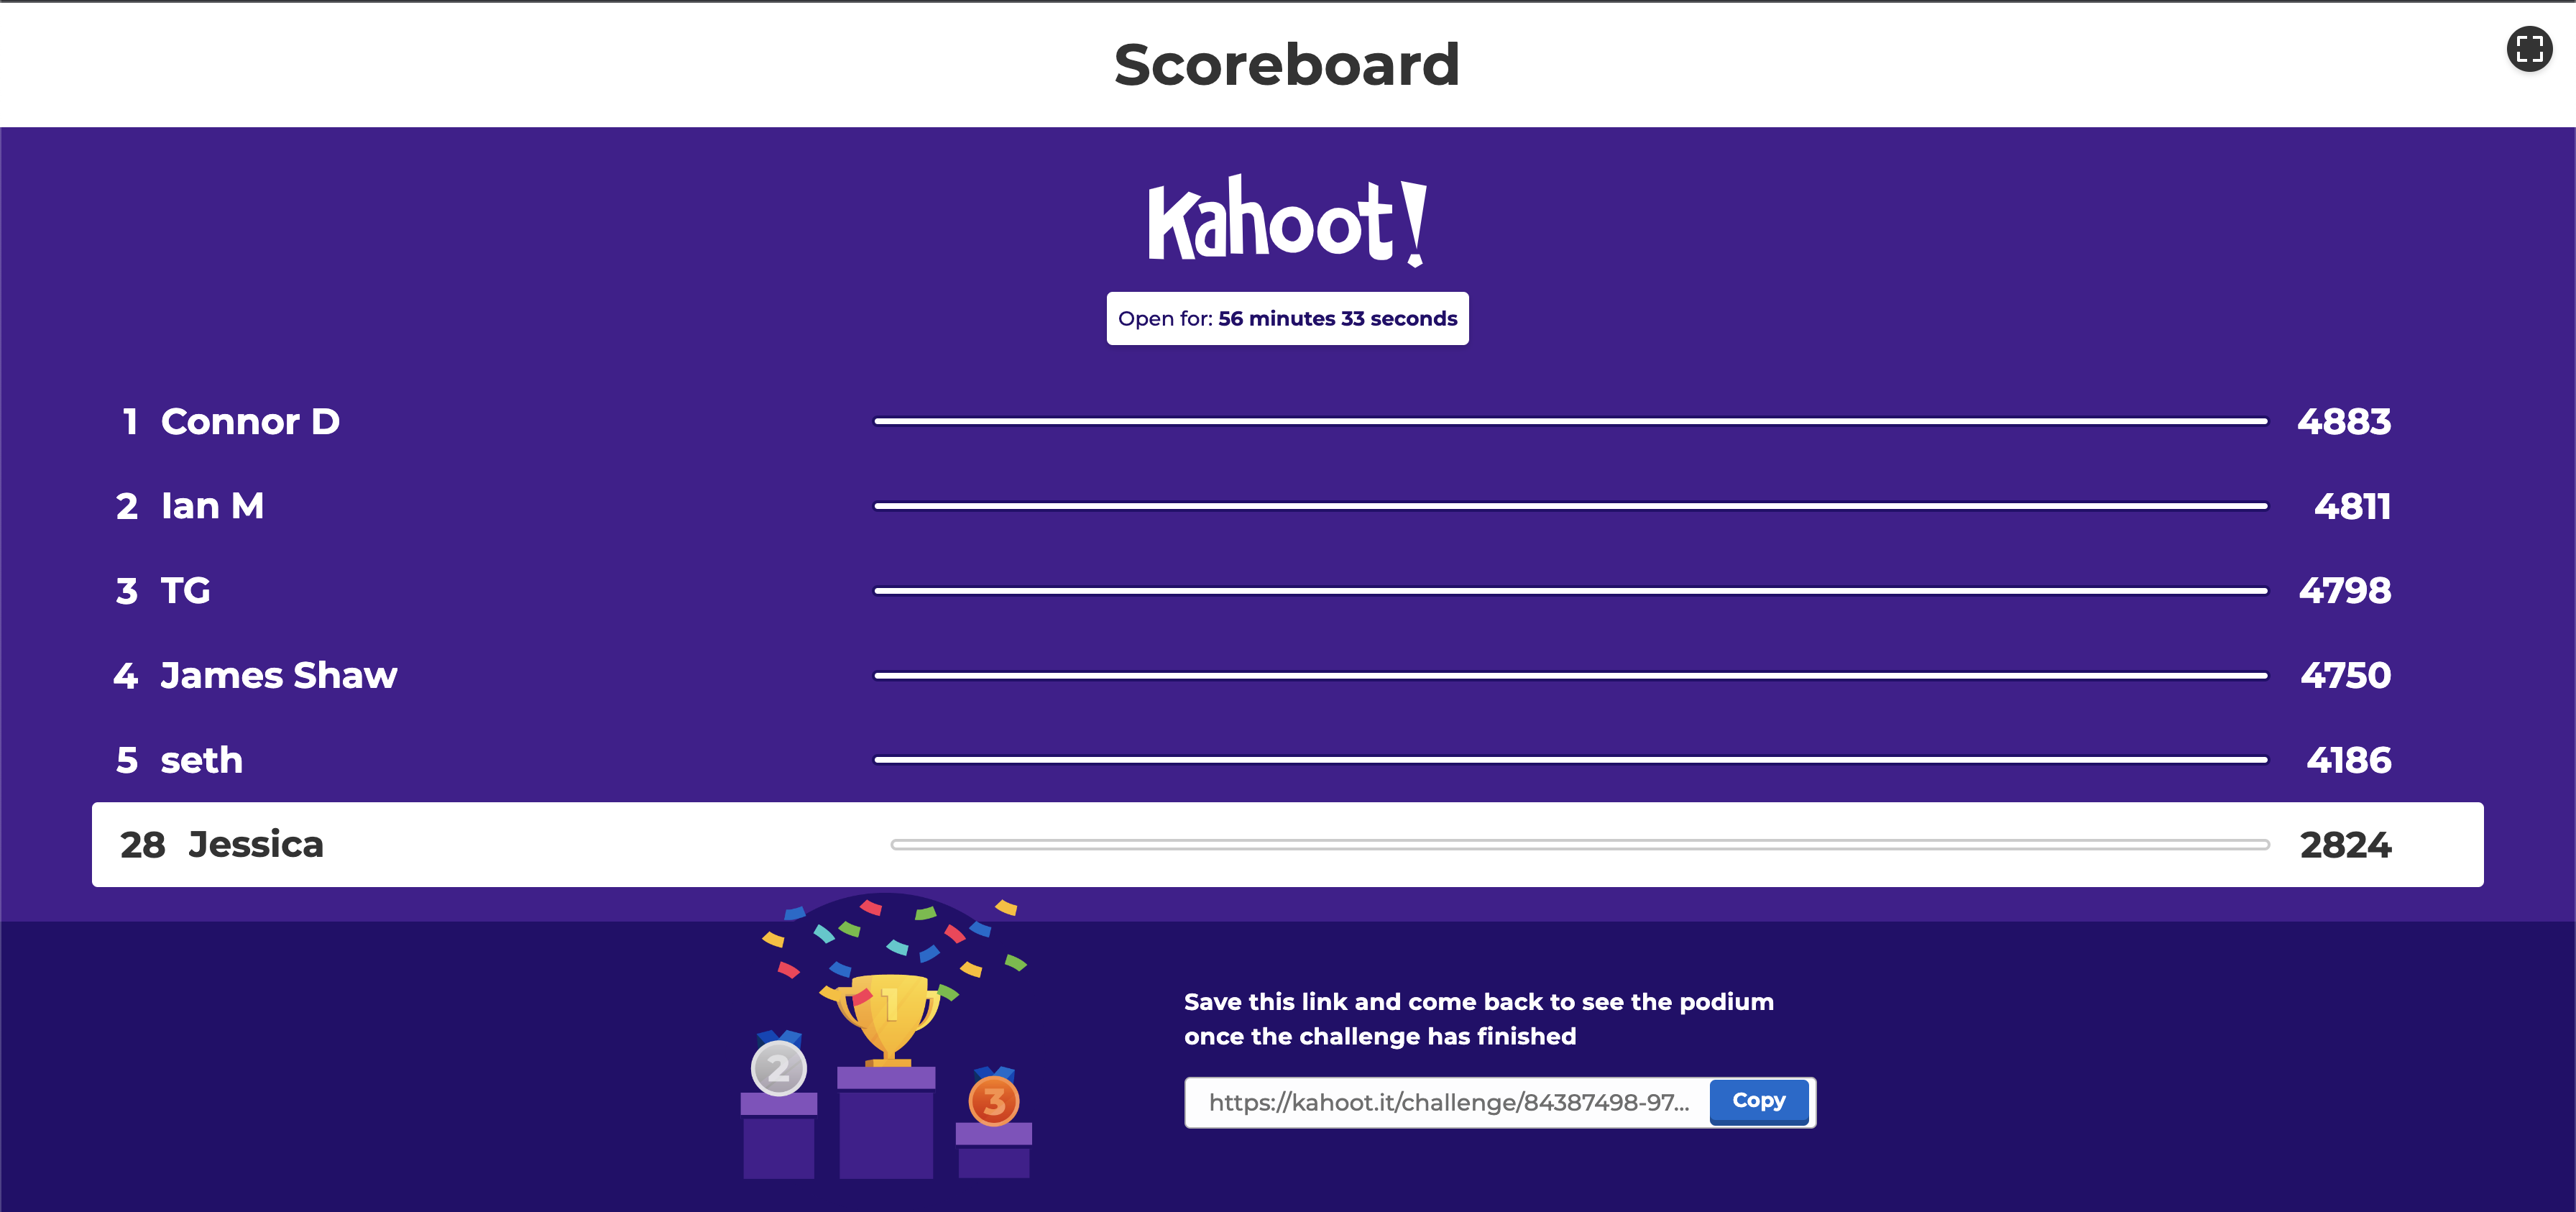 Scoreboard
Kahoot!
Open for: 56 minutes 33 seconds
1 Connor D 4883
2 Ian M 4811
3 TG 4798
4 James Shaw 4750
5 seth 4186
28 Jessica 2824
1
2
3
Save this link and come back to see the podium
once the challenge has finished
https://kahoot.it/challenge/84387498-97... Copy